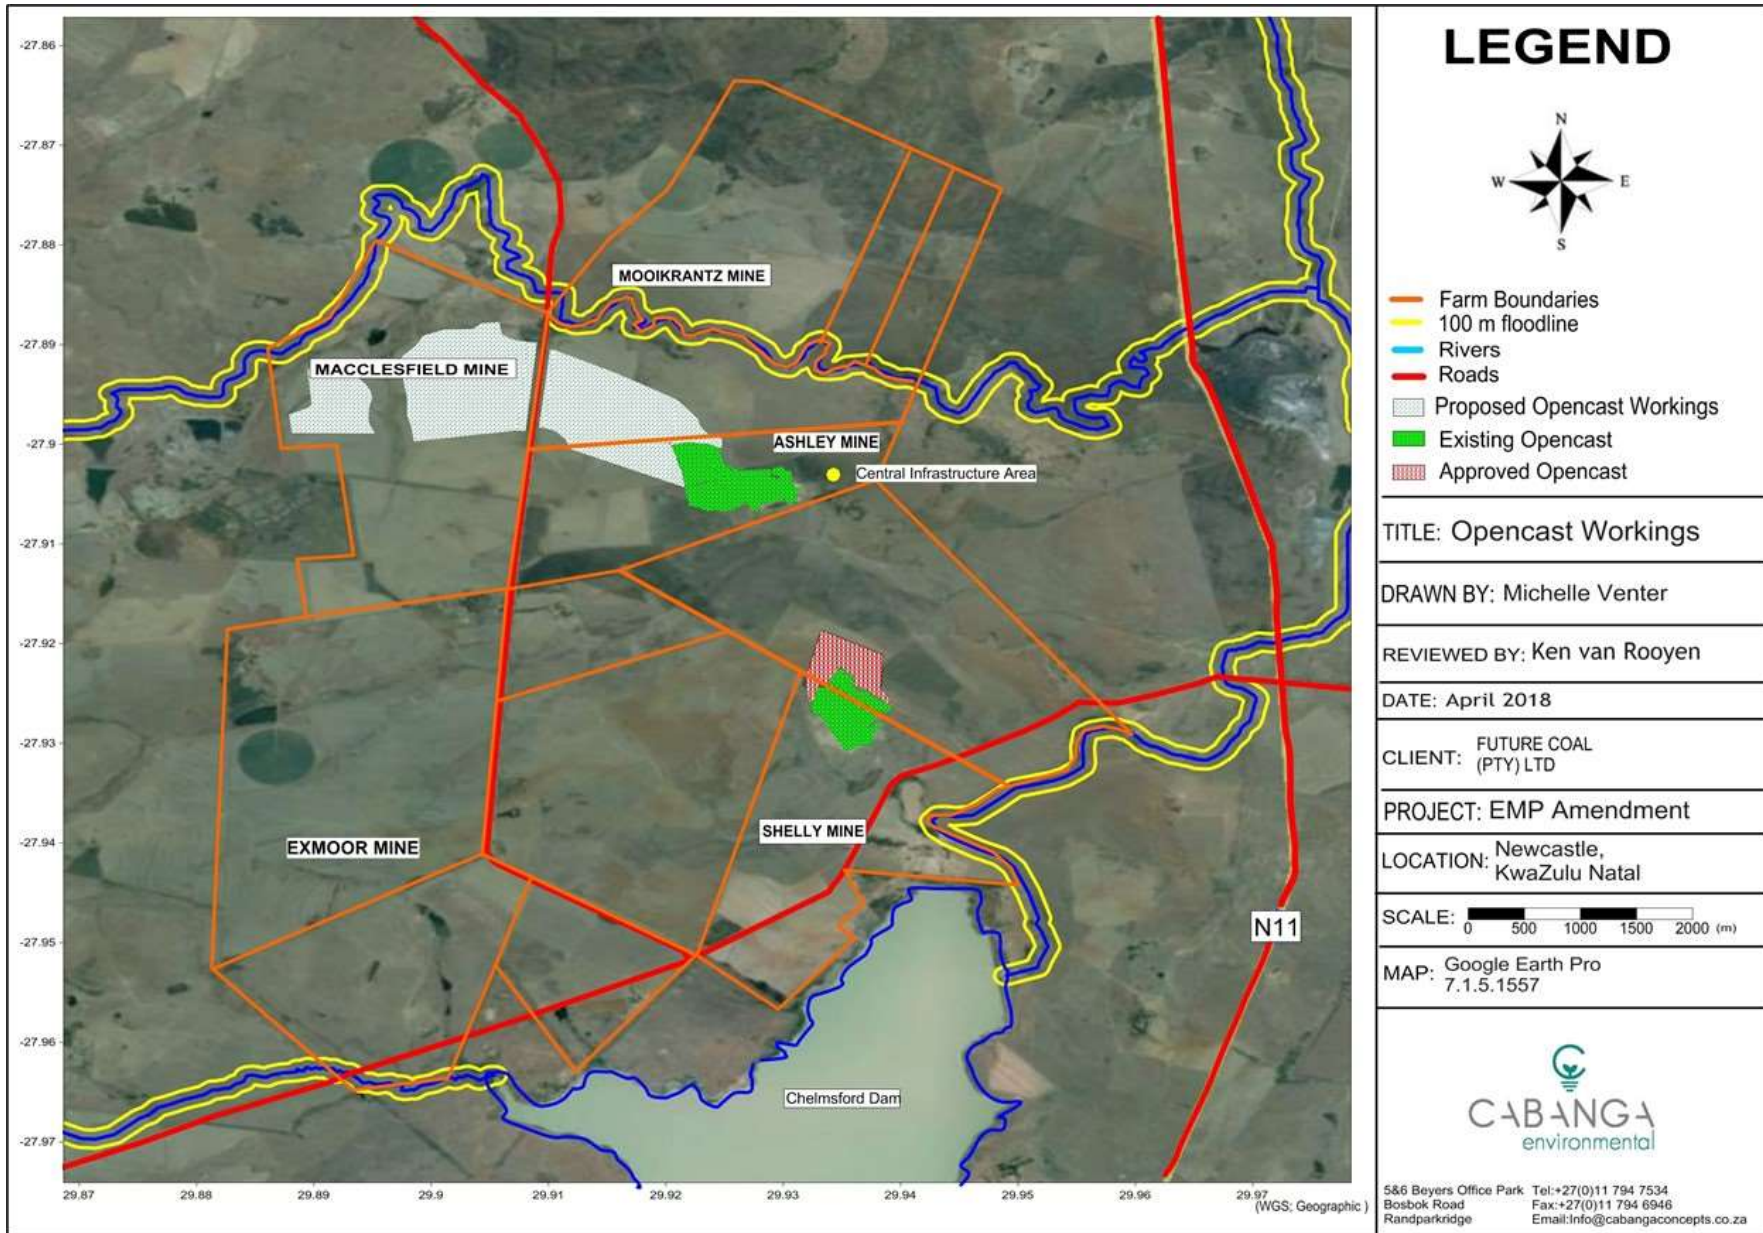 -27.86
-27.87
-27.88
-27.89
-27.9
-27.91
-27.92
-27.93
-27.94
-27.95
-27.96
-27.97
29.87
29.88
29.89
29.9
29.91
29.92
29.93
29.94
29.95
29.96
29.97
(WGS; Geographic )
MOOIKRANTZ MINE
MACCLESFIELD MINE
ASHLEY MINE
Central Infrastructure Area
EXMOOR MINE
SHELLY MINE
N11
Chelmsford Dam
LEGEND
N
W
E
S
Farm Boundaries
100 m floodline
Rivers
Roads
Proposed Opencast Workings
Existing Opencast
Approved Opencast
TITLE: Opencast Workings
DRAWN BY: Michelle Venter
REVIEWED BY: Ken van Rooyen
DATE: April 2018
CLIENT: FUTURE COAL
(PTY) LTD
PROJECT: EMP Amendment
LOCATION: Newcastle,
KwaZulu Natal
SCALE:
0 500 1000 1500 2000 (m)
MAP: Google Earth Pro
7.1.5.1557
CABANGA
environmental
5&6 Beyers Office Park Tel:+27(0)11 794 7534
Bosbok Road Fax:+27(0)11 794 6946
Randparkridge Email:Info@cabangaconcepts.co.za